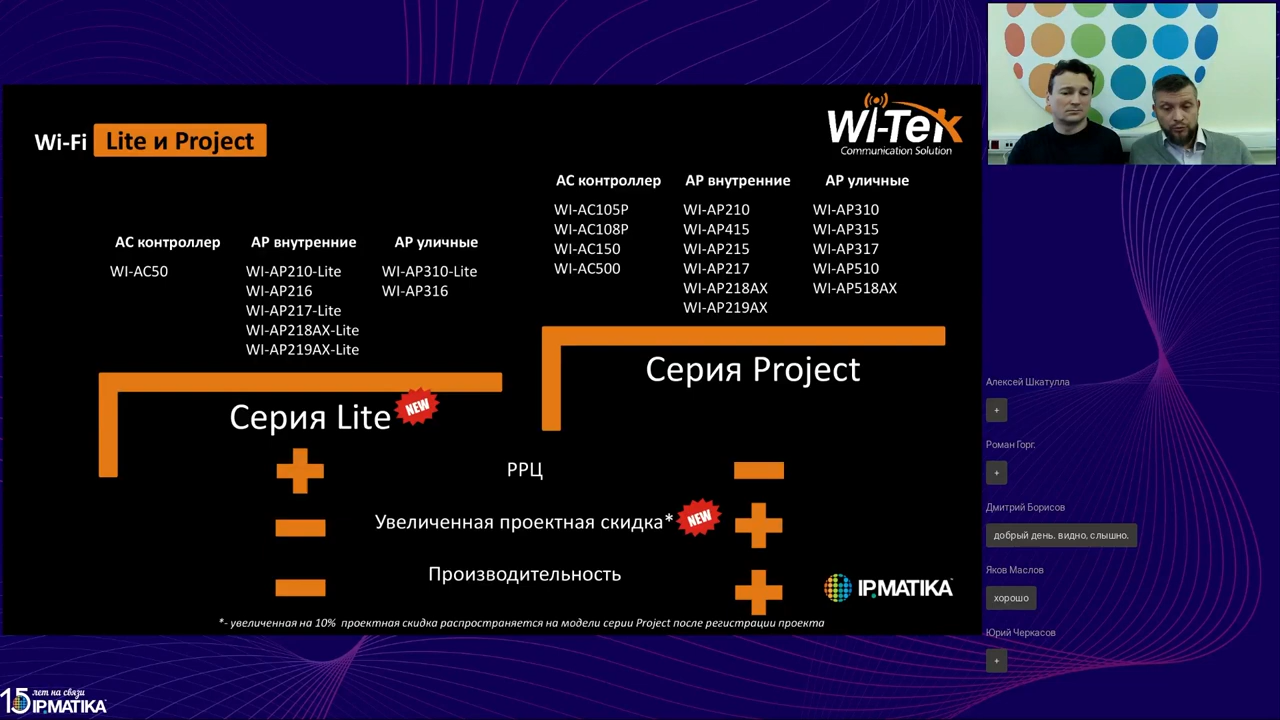 Wi-Fi Lite и Project
Wi-Tek
Communication Solution
АС контроллер
WI-AC50
АР внутренние
WI-AP210-Lite
WI-AP216
WI-AP217-Lite
WI-AP218AX-Lite
WI-AP219AX-Lite
АР уличные
WI-AP310-Lite
WI-AP316
АС контроллер
WI-AC105P
WI-AC108P
WI-AC150
WI-AC500
АР внутренние
WI-AP210
WI-AP415
WI-AP215
WI-AP217
WI-AP218AX
WI-AP219AX
АР уличные
WI-AP310
WI-AP315
WI-AP317
WI-AP510
WI-AP518AX
Серия Lite
NEW
Серия Project
+ РРЦ −
− Увеличенная проектная скидка* NEW +
− Производительность +
IPMATIKA
*- увеличенная на 10% проектная скидка распространяется на модели серии Project после регистрации проекта
Алексей Шкатулла
+
Роман Горг.
+
Дмитрий Борисов
добрый день. видно, слышно.
Яков Маслов
хорошо
Юрий Черкасов
+
15 лет на связи
IPMATIKA